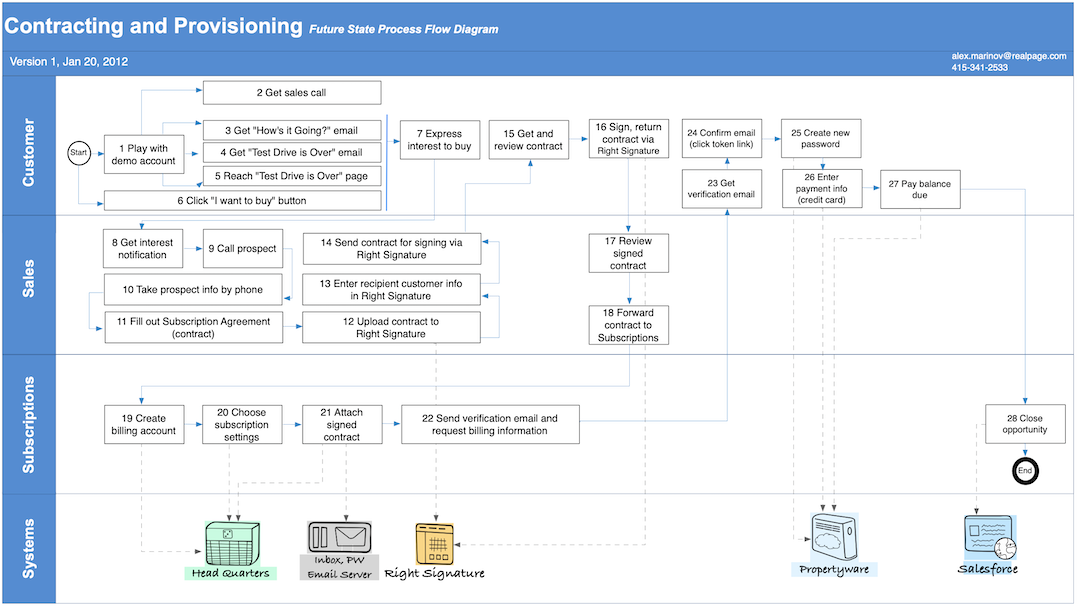 Contracting and Provisioning Future State Process Flow Diagram
Version 1, Jan 20, 2012
alex.marinov@realpage.com
415-341-2533
Customer
Start
1 Play with
demo account
2 Get sales call
3 Get "How's it Going?" email
4 Get "Test Drive is Over" email
5 Reach "Test Drive is Over" page
6 Click "I want to buy" button
7 Express
interest to buy
15 Get and
review contract
16 Sign, return
contract via
Right Signature
24 Confirm email
(click token link)
25 Create new
password
23 Get
verification email
26 Enter
payment info
(credit card)
27 Pay balance
due
Sales
8 Get interest
notification
9 Call prospect
10 Take prospect info by phone
11 Fill out Subscription Agreement
(contract)
14 Send contract for signing via
Right Signature
13 Enter recipient customer info
in Right Signature
12 Upload contract to
Right Signature
17 Review
signed
contract
18 Forward
contract to
Subscriptions
Subscriptions
19 Create
billing account
20 Choose
subscription
settings
21 Attach
signed
contract
22 Send verification email and
request billing information
28 Close
opportunity
End
Systems
Head Quarters
Inbox, PW
Email Server
Right Signature
Propertyware
Salesforce